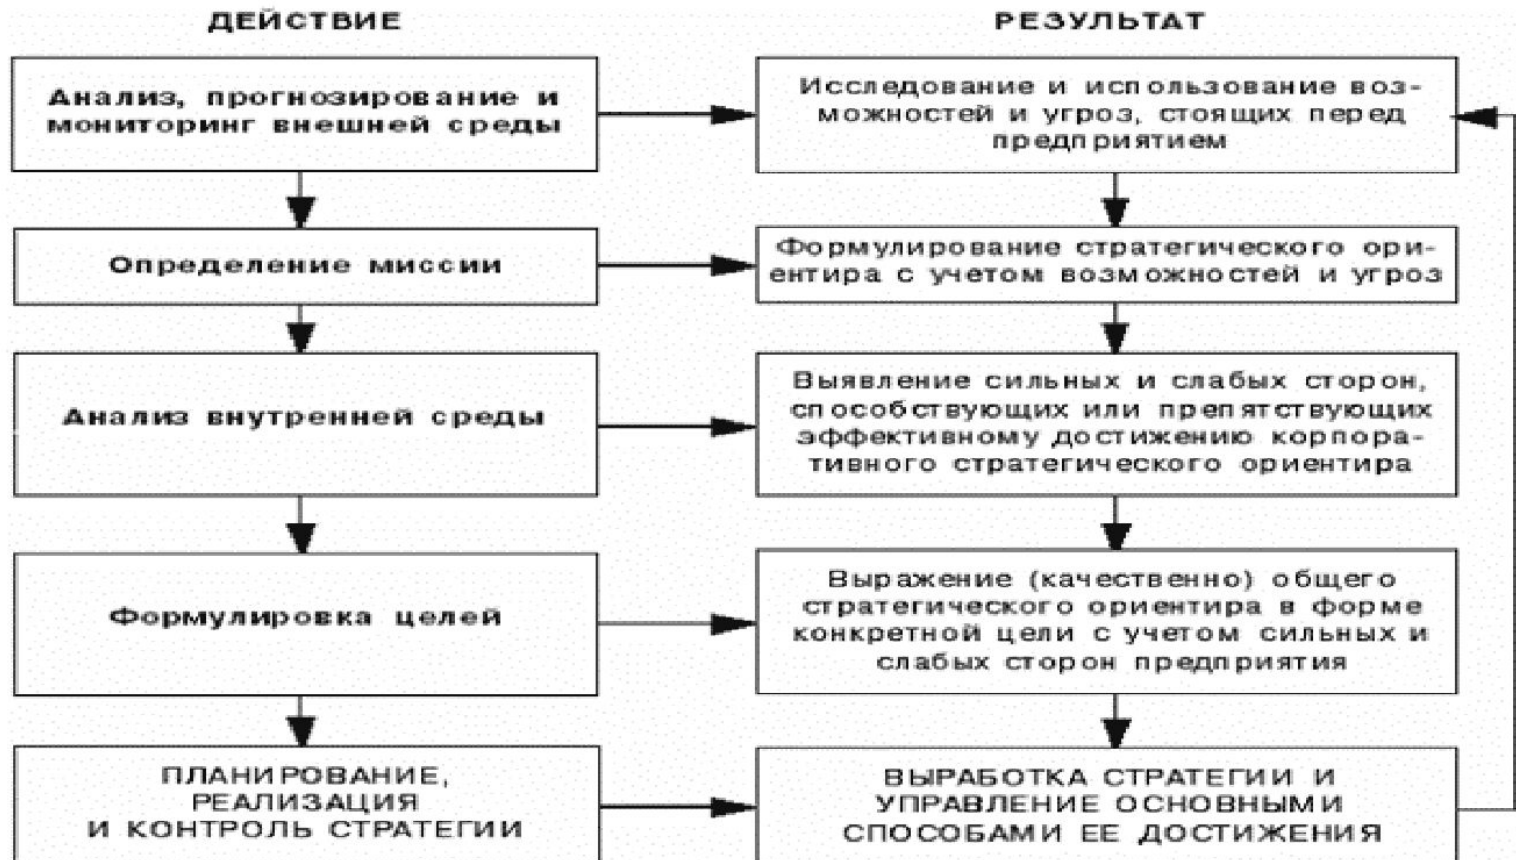 ДЕЙСТВИЕ
РЕЗУЛЬТАТ
Анализ, прогнозирование и
мониторинг внешней среды
Исследование и использование воз-
можностей и угроз, стоящих перед
предприятием
Определение миссии
Формулирование стратегического ори-
ентира с учетом возможностей и угроз
Анализ внутренней среды
Выявление сильных и слабых сторон,
способствующих или препятствующих
эффективному достижению корпора-
тивного стратегического ориентира
Формулировка целей
Выражение (качественно) общего
стратегического ориентира в форме
конкретной цели с учетом сильных и
слабых сторон предприятия
ПЛАНИРОВАНИЕ,
РЕАЛИЗАЦИЯ
И КОНТРОЛЬ СТРАТЕГИИ
ВЫРАБОТКА СТРАТЕГИИ И
УПРАВЛЕНИЕ ОСНОВНЫМИ
СПОСОБАМИ ЕЕ ДОСТИЖЕНИЯ